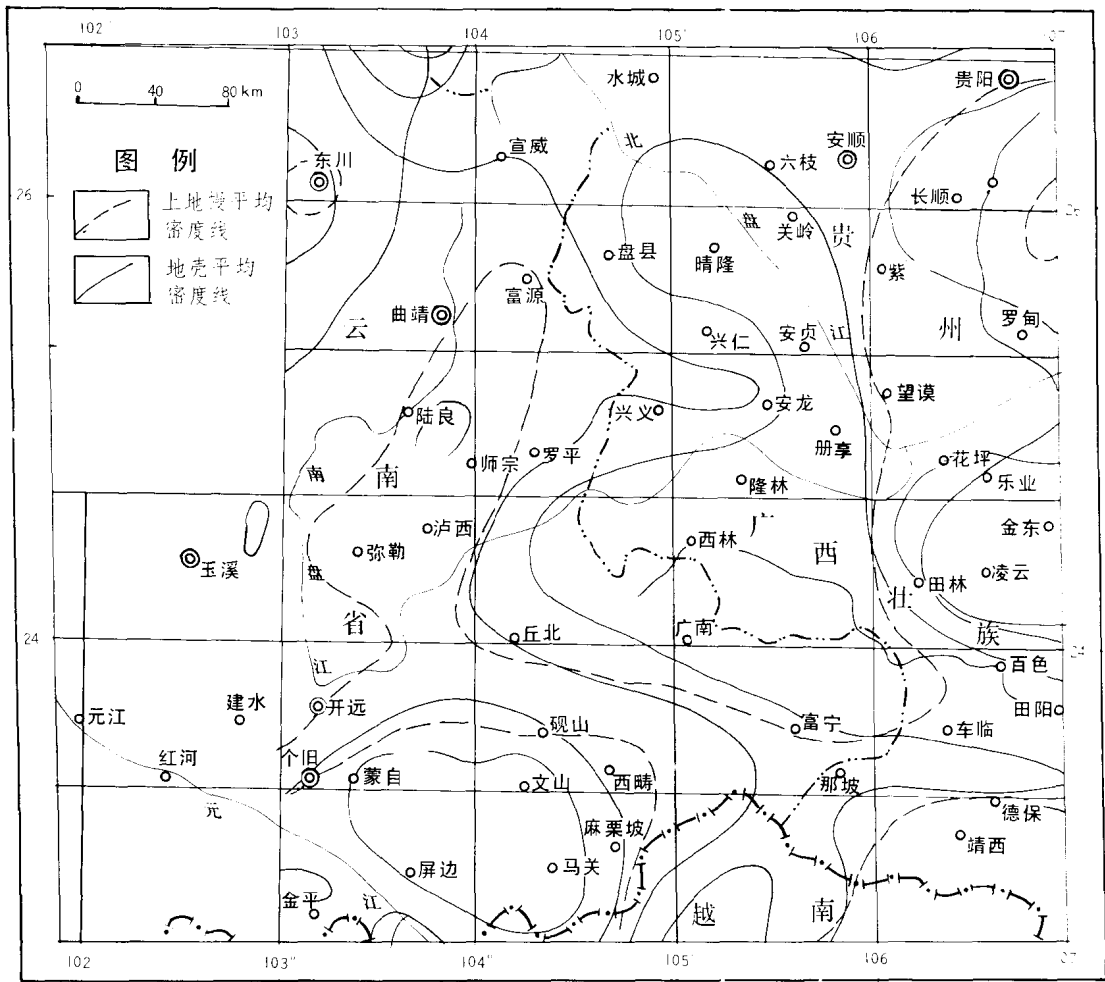 102°
103
104
105°
106
0 40 80 km
水城
贵阳
图 例
东川
宣威
北
六枝
安顺
26
上地幔平均
密度线
长顺
盘
关岭
贵
盘县
晴隆
紫
地壳平均
密度线
富源
曲靖
云
兴仁
安贞
江
州
罗甸
望谟
陆良
兴义
安龙
册享
南
南
师宗
罗平
隆林
花坪
乐业
泸西
广
金东
玉溪
盘
弥勒
西林
西
田林
凌云
省
壮
24
丘北
广南
族
24
江
百色
元江
建水
开远
砚山
富宁
车临
田阳
红河
个旧
蒙自
文山
西畴
那坡
元
德保
麻栗坡
靖西
屏边
马关
金平
江
越
南
102
103°
104°
105°
106
07